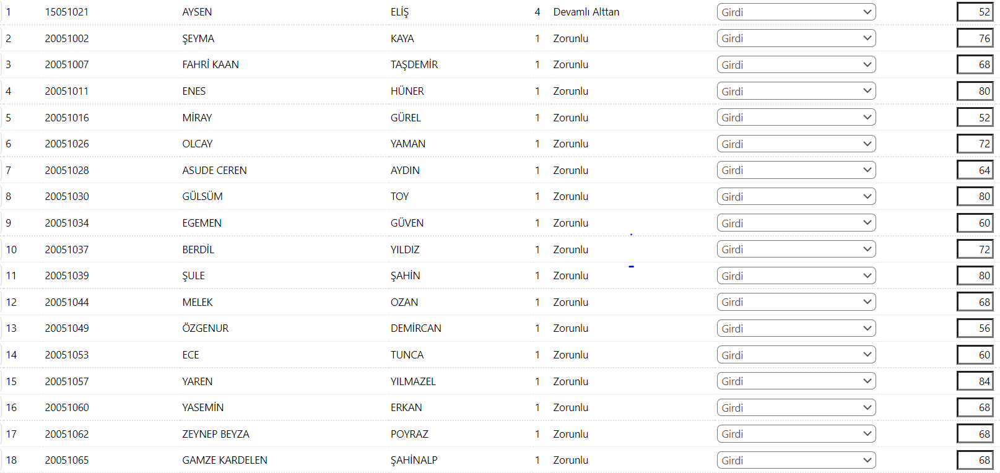 1 15051021 AYSEN ELİŞ 4 Devamlı Alttan Girdi 52
2 20051002 ŞEYMA KAYA 1 Zorunlu Girdi 76
3 20051007 FAHRİ KAAN TAŞDEMİR 1 Zorunlu Girdi 68
4 20051011 ENES HÜNER 1 Zorunlu Girdi 80
5 20051016 MİRAY GÜREL 1 Zorunlu Girdi 52
6 20051026 OLCAY YAMAN 1 Zorunlu Girdi 72
7 20051028 ASUDE CEREN AYDIN 1 Zorunlu Girdi 64
8 20051030 GÜLSÜM TOY 1 Zorunlu Girdi 80
9 20051034 EGEMEN GÜVEN 1 Zorunlu Girdi 60
10 20051037 BERDİL YILDIZ 1 Zorunlu Girdi 72
11 20051039 ŞULE ŞAHİN 1 Zorunlu Girdi 80
12 20051044 MELEK OZAN 1 Zorunlu Girdi 68
13 20051049 ÖZGENUR DEMİRCAN 1 Zorunlu Girdi 56
14 20051053 ECE TUNCA 1 Zorunlu Girdi 60
15 20051057 YAREN YILMAZEL 1 Zorunlu Girdi 84
16 20051060 YASEMİN ERKAN 1 Zorunlu Girdi 68
17 20051062 ZEYNEP BEYZA POYRAZ 1 Zorunlu Girdi 68
18 20051065 GAMZE KARDELEN ŞAHİNALP 1 Zorunlu Girdi 68